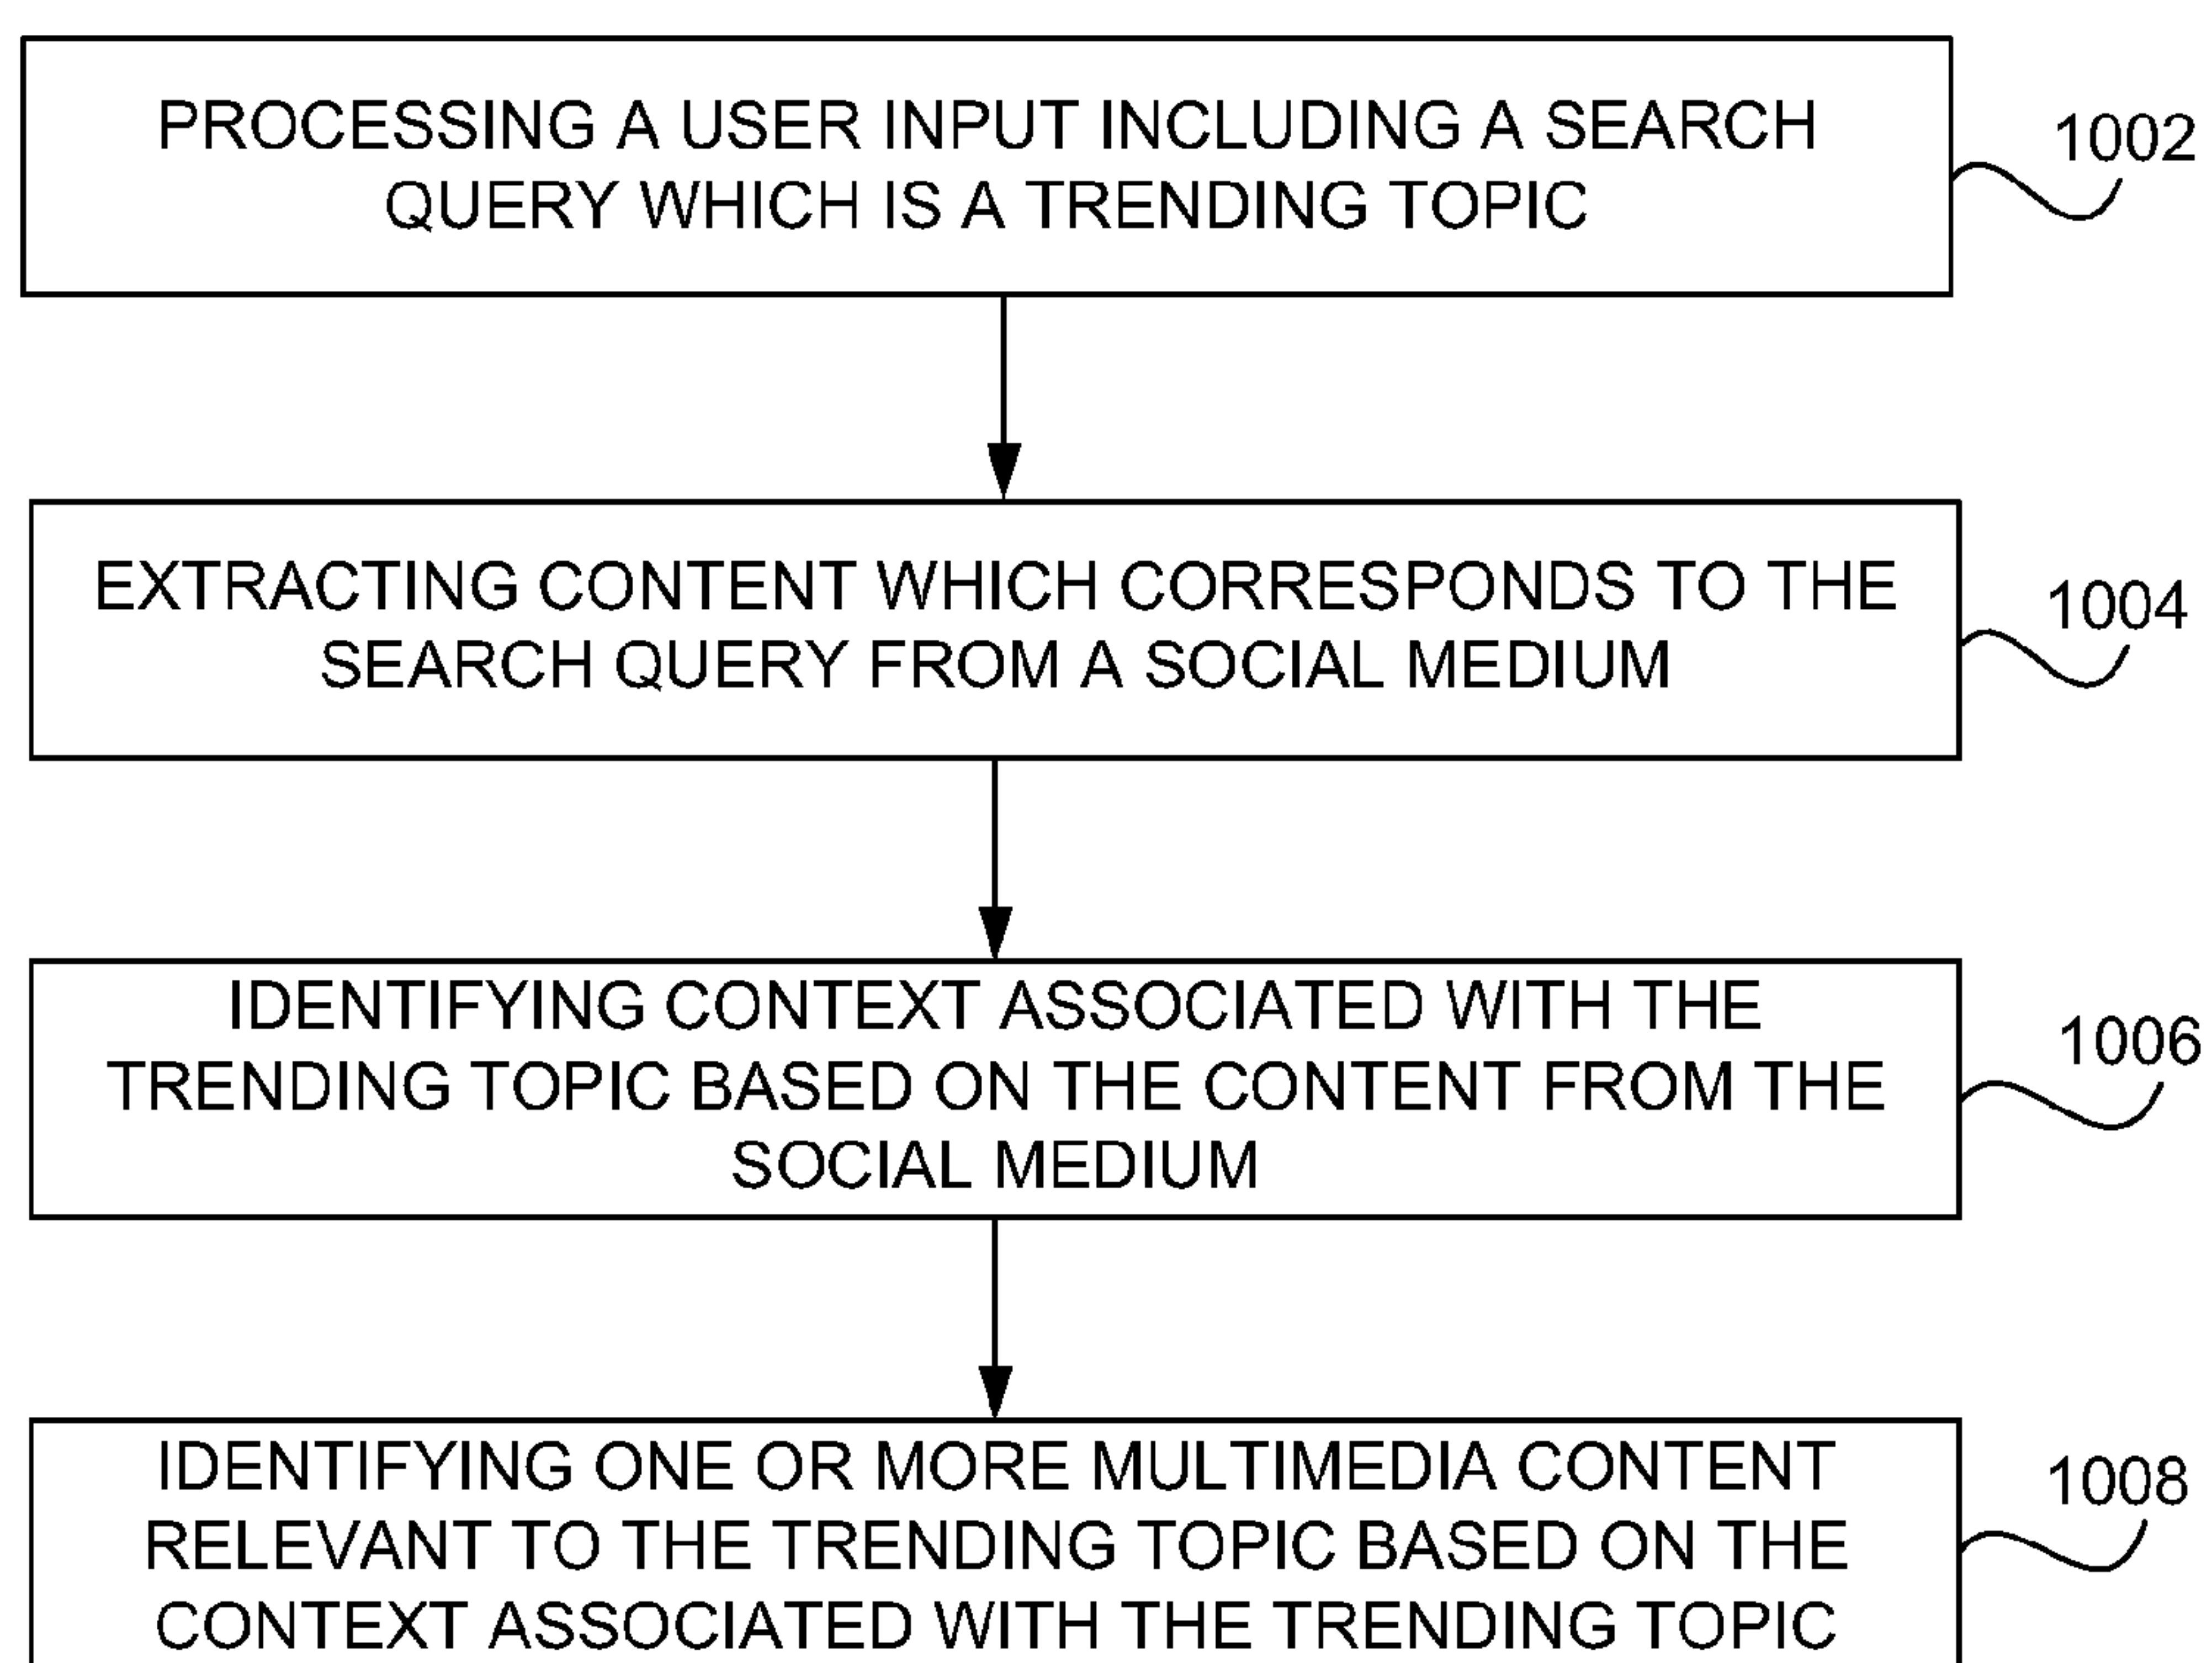 PROCESSING A USER INPUT INCLUDING A SEARCH
QUERY WHICH IS A TRENDING TOPIC
1002
EXTRACTING CONTENT WHICH CORRESPONDS TO THE
SEARCH QUERY FROM A SOCIAL MEDIUM
1004
IDENTIFYING CONTEXT ASSOCIATED WITH THE
TRENDING TOPIC BASED ON THE CONTENT FROM THE
SOCIAL MEDIUM
1006
IDENTIFYING ONE OR MORE MULTIMEDIA CONTENT
RELEVANT TO THE TRENDING TOPIC BASED ON THE
CONTEXT ASSOCIATED WITH THE TRENDING TOPIC
1008